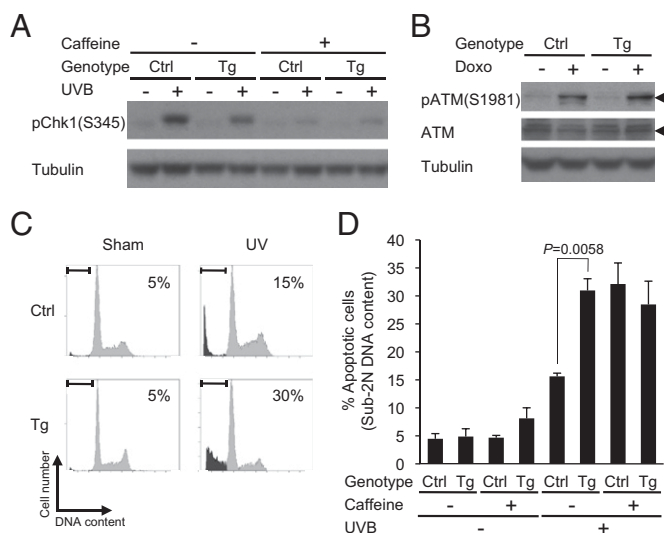 A
Caffeine - +
Genotype Ctrl Tg Ctrl Tg
UVB - + - + - + - +
pChk1(S345)
Tubulin
B
Genotype Ctrl Tg
Doxo - + - +
pATM(S1981)
ATM
Tubulin
C
Sham UV
Ctrl 5% 15%
Tg 5% 30%
Cell number
DNA content
D
% Apoptotic cells
(Sub-2N DNA content)
40
35
30
25
20
15
10
5
0
P=0.0058
Genotype Ctrl Tg Ctrl Tg Ctrl Tg Ctrl Tg
Caffeine - + - +
UVB - +